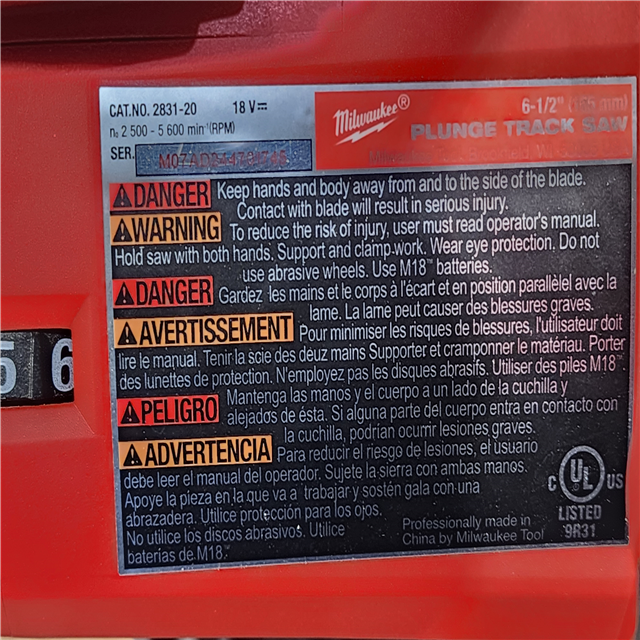 CAT.NO. 2831-20 18 V
Milwaukee®
6-1/2" (165 mm)
n₀ 2 500 - 5 600 min⁻¹(RPM)
PLUNGE TRACK SAW
SER.
DANGER Keep hands and body away from and to the side of the blade.
Contact with blade will result in serious injury.
WARNING To reduce the risk of injury, user must read operator's manual.
Hold saw with both hands. Support and clamp work. Wear eye protection. Do not
use abrasive wheels. Use M18™ batteries.
DANGER Gardez les mains et le corps à l'écart et en position parallèlel avec la
lame. La lame peut causer des blessures graves.
AVERTISSEMENT Pour minimiser les risques de blessures, l'utilisateur doit
lire le manuel. Tenir la scie des deuz mains Supporter et cramponner le matériau. Porter
des lunettes de protection. N'employez pas les disques abrasifs. Utiliser des piles M18™.
PELIGRO Mantenga las manos y el cuerpo a un lado de la cuchilla y
alejados de ésta. Si alguna parte del cuerpo entra en contacto con
la cuchilla, podrían ocurrir lesiones graves.
ADVERTENCIA Para reducir el riesgo de lesiones, el usuario
debe leer el manual del operador. Sujete la sierra con ambas manos.
Apoye la pieza en la que va a trabajar y sostén gala con una
abrazadera. Utilice protección para los ojos.
No utilice los discos abrasivos. Utilice
baterías de M18™
Professionally made in
China by Milwaukee Tool
C UL US
LISTED
9R31
5 6